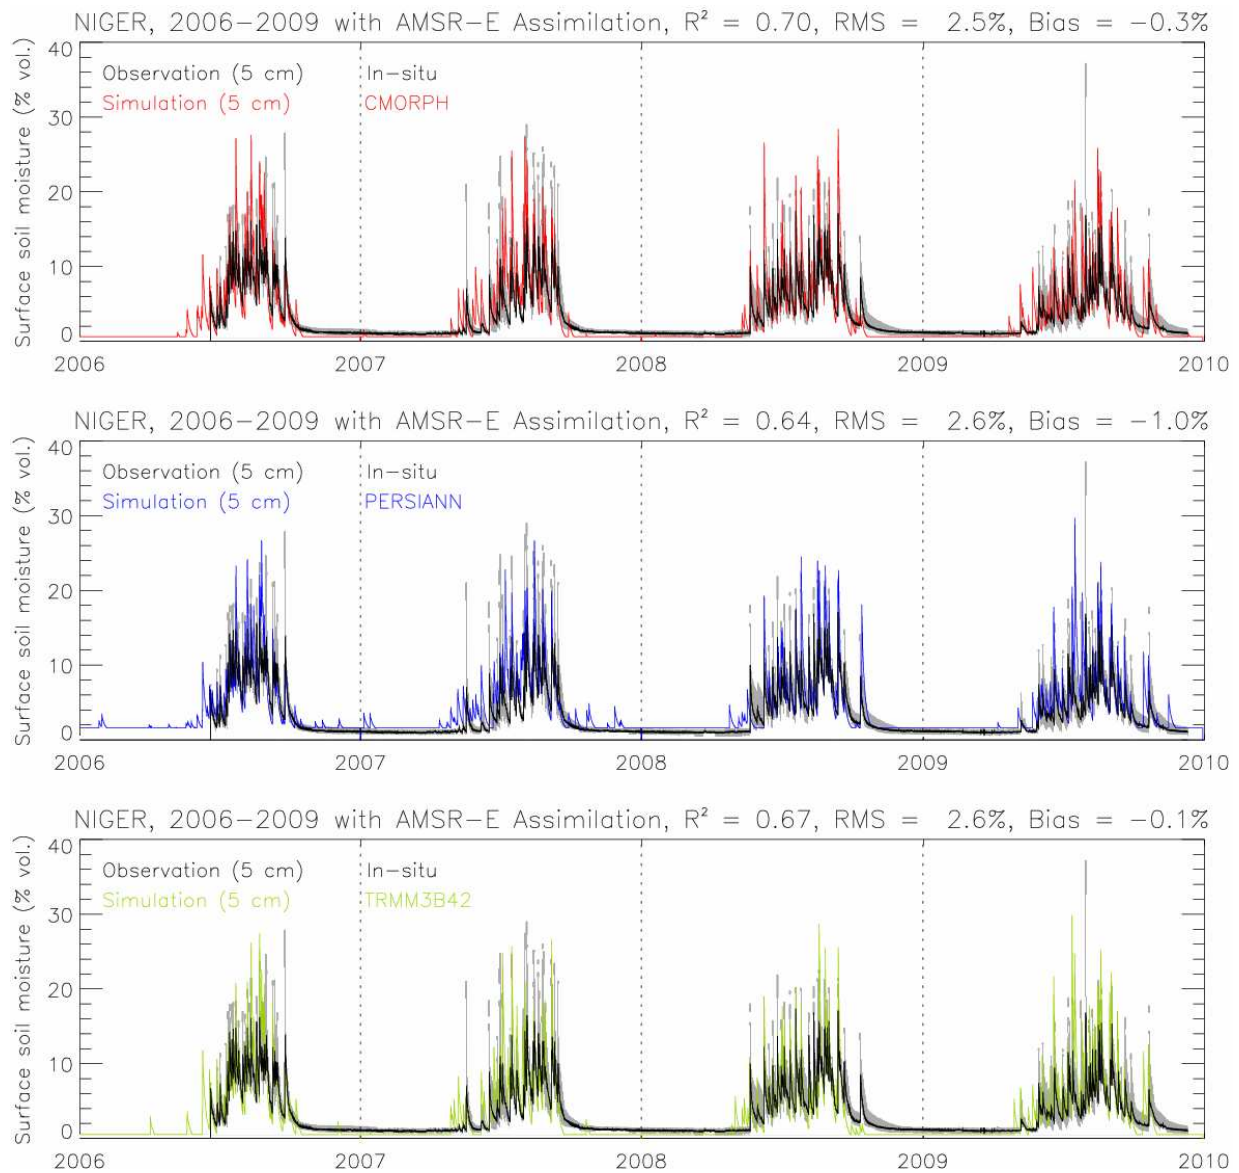 NIGER, 2006-2009 with AMSR-E Assimilation, R² = 0.70, RMS = 2.5%, Bias = -0.3%
Surface soil moisture (% vol.)
40
30
20
10
0
Observation (5 cm) In-situ
Simulation (5 cm) CMORPH
2006 2007 2008 2009 2010
NIGER, 2006-2009 with AMSR-E Assimilation, R² = 0.64, RMS = 2.6%, Bias = -1.0%
Surface soil moisture (% vol.)
40
30
20
10
0
Observation (5 cm) In-situ
Simulation (5 cm) PERSIANN
2006 2007 2008 2009 2010
NIGER, 2006-2009 with AMSR-E Assimilation, R² = 0.67, RMS = 2.6%, Bias = -0.1%
Surface soil moisture (% vol.)
40
30
20
10
0
Observation (5 cm) In-situ
Simulation (5 cm) TRMM3B42
2006 2007 2008 2009 2010